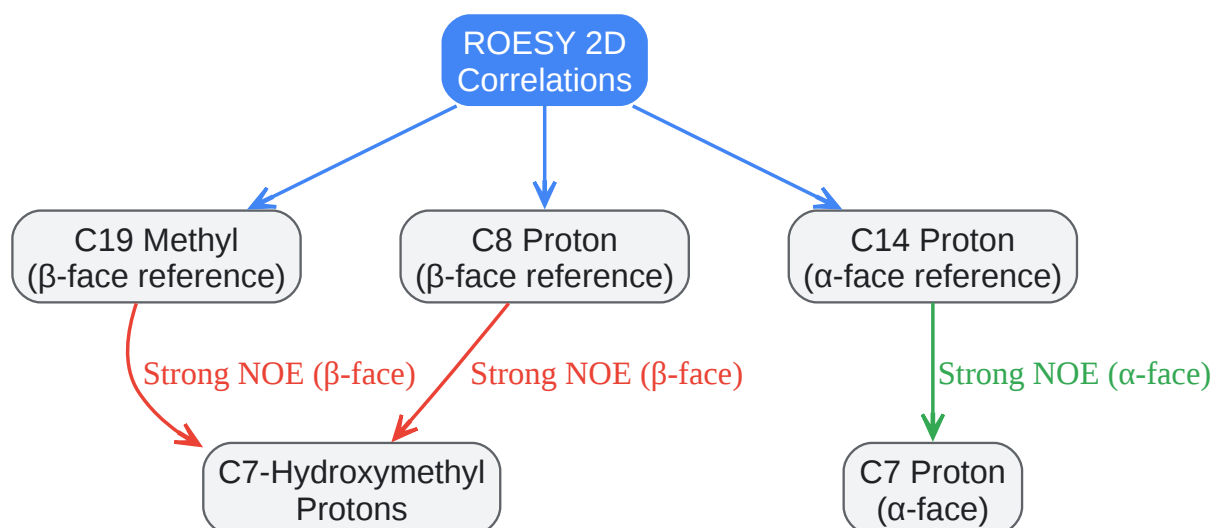 ROESY 2D
Correlations
C19 Methyl
(β-face reference)
C8 Proton
(β-face reference)
C14 Proton
(α-face reference)
Strong NOE (β-face)
Strong NOE (β-face)
Strong NOE (α-face)
C7-Hydroxymethyl
Protons
C7 Proton
(α-face)